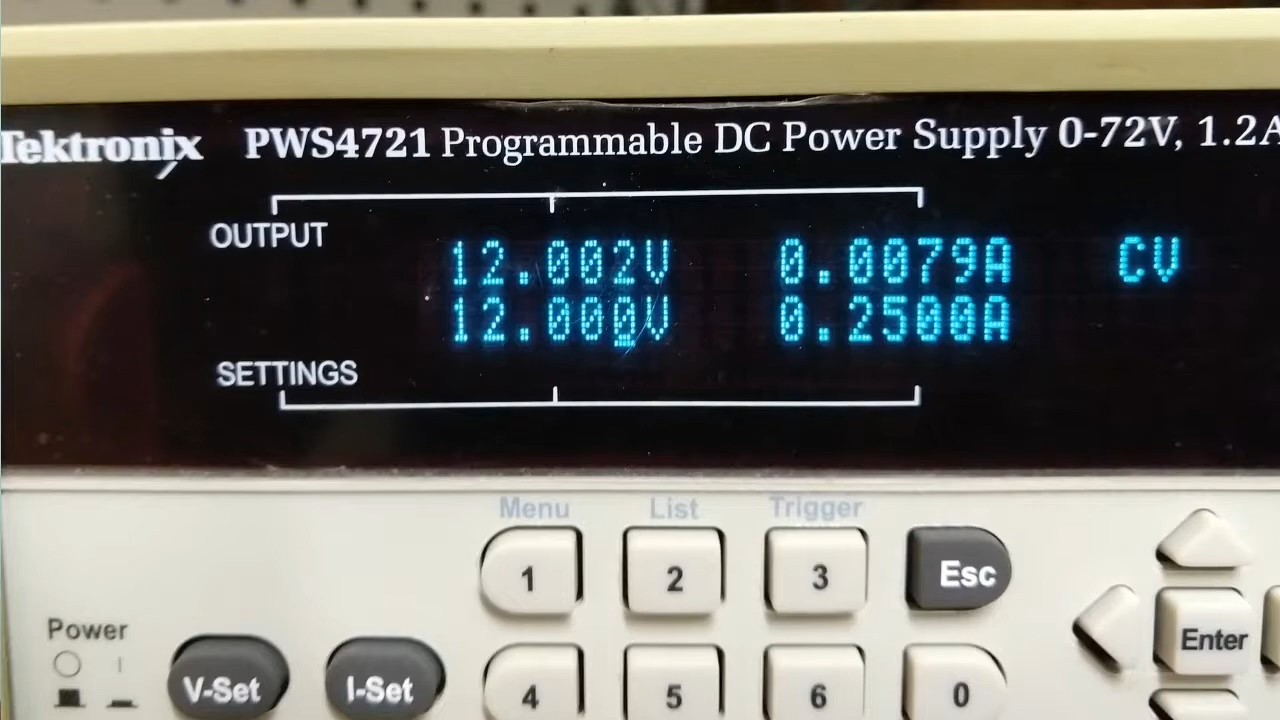 Tektronix PWS4721 Programmable DC Power Supply 0-72V, 1.2A
OUTPUT
12.002V 0.0079A CV
12.000V 0.2500A
SETTINGS
Menu List Trigger
1 2 3 Esc
Power
Enter
V-Set I-Set 4 5 6 0